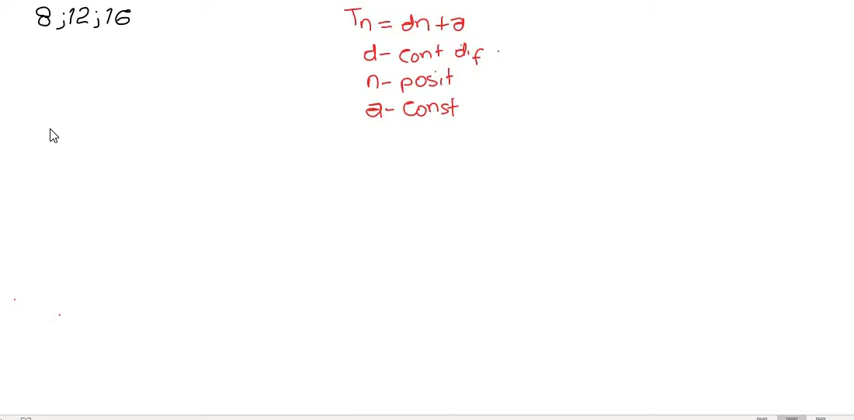 8 ; 12 ; 16
Tn = dn + a
d - cont dif
n - posit
a - const